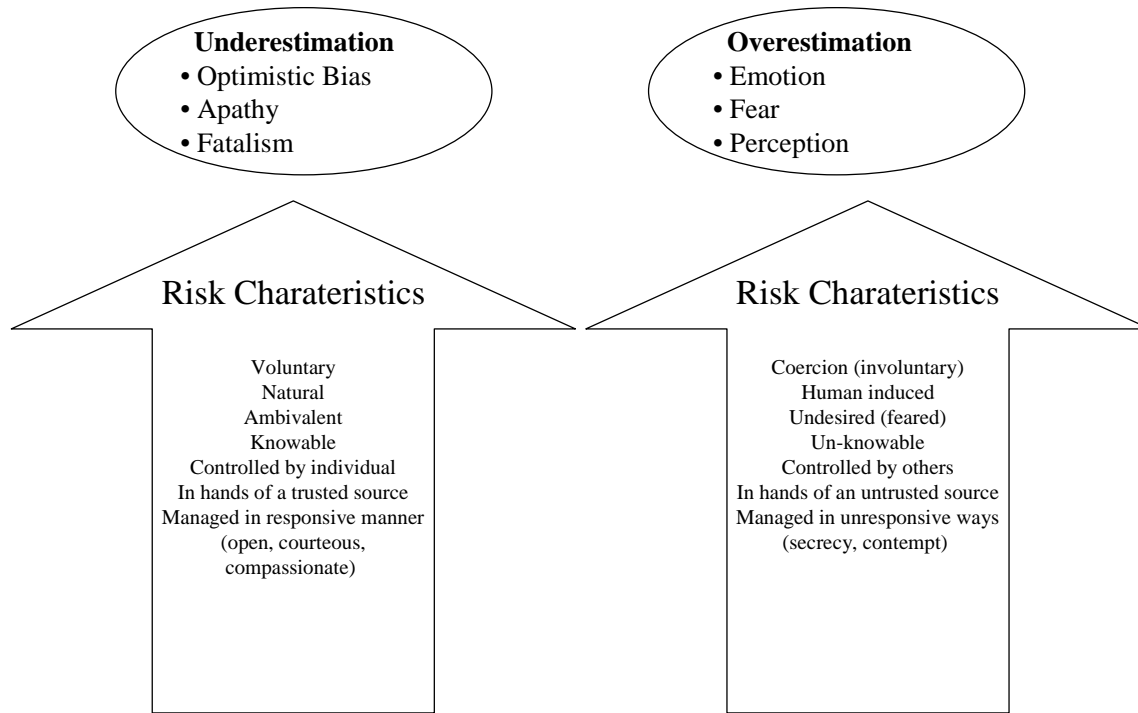 Underestimation
• Optimistic Bias
• Apathy
• Fatalism
Risk Charateristics
Voluntary
Natural
Ambivalent
Knowable
Controlled by individual
In hands of a trusted source
Managed in responsive manner
(open, courteous,
compassionate)
Overestimation
• Emotion
• Fear
• Perception
Risk Charateristics
Coercion (involuntary)
Human induced
Undesired (feared)
Un-knowable
Controlled by others
In hands of an untrusted source
Managed in unresponsive ways
(secrecy, contempt)